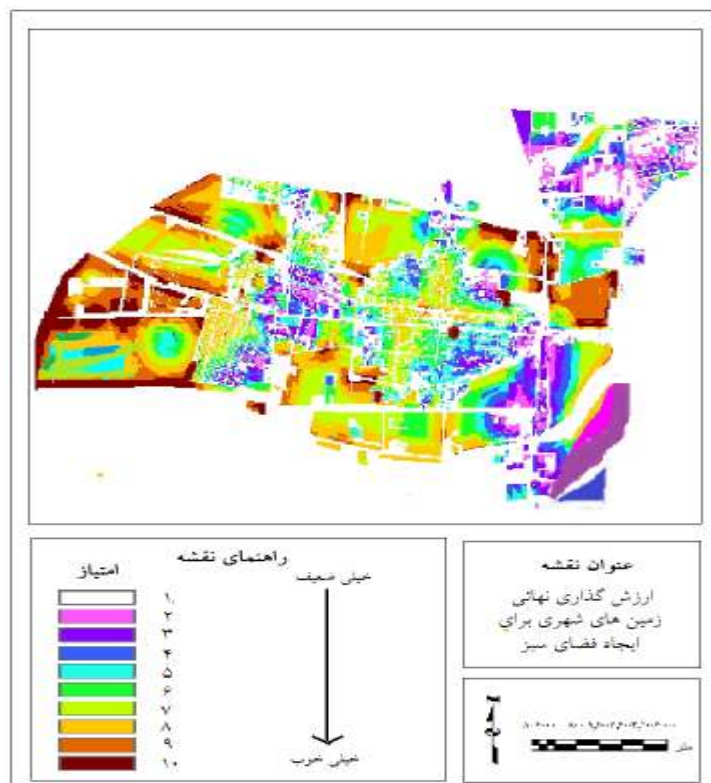 راهنمای نقشه
امتیاز
خیلی ضعیف
۱
۲
۳
۴
۵
۶
۷
۸
۹
۱۰
خیلی خوب
عنوان نقشه
ارزش گذاری نهائی
زمین های شهری برای
ایجاد فضای سبز
متر